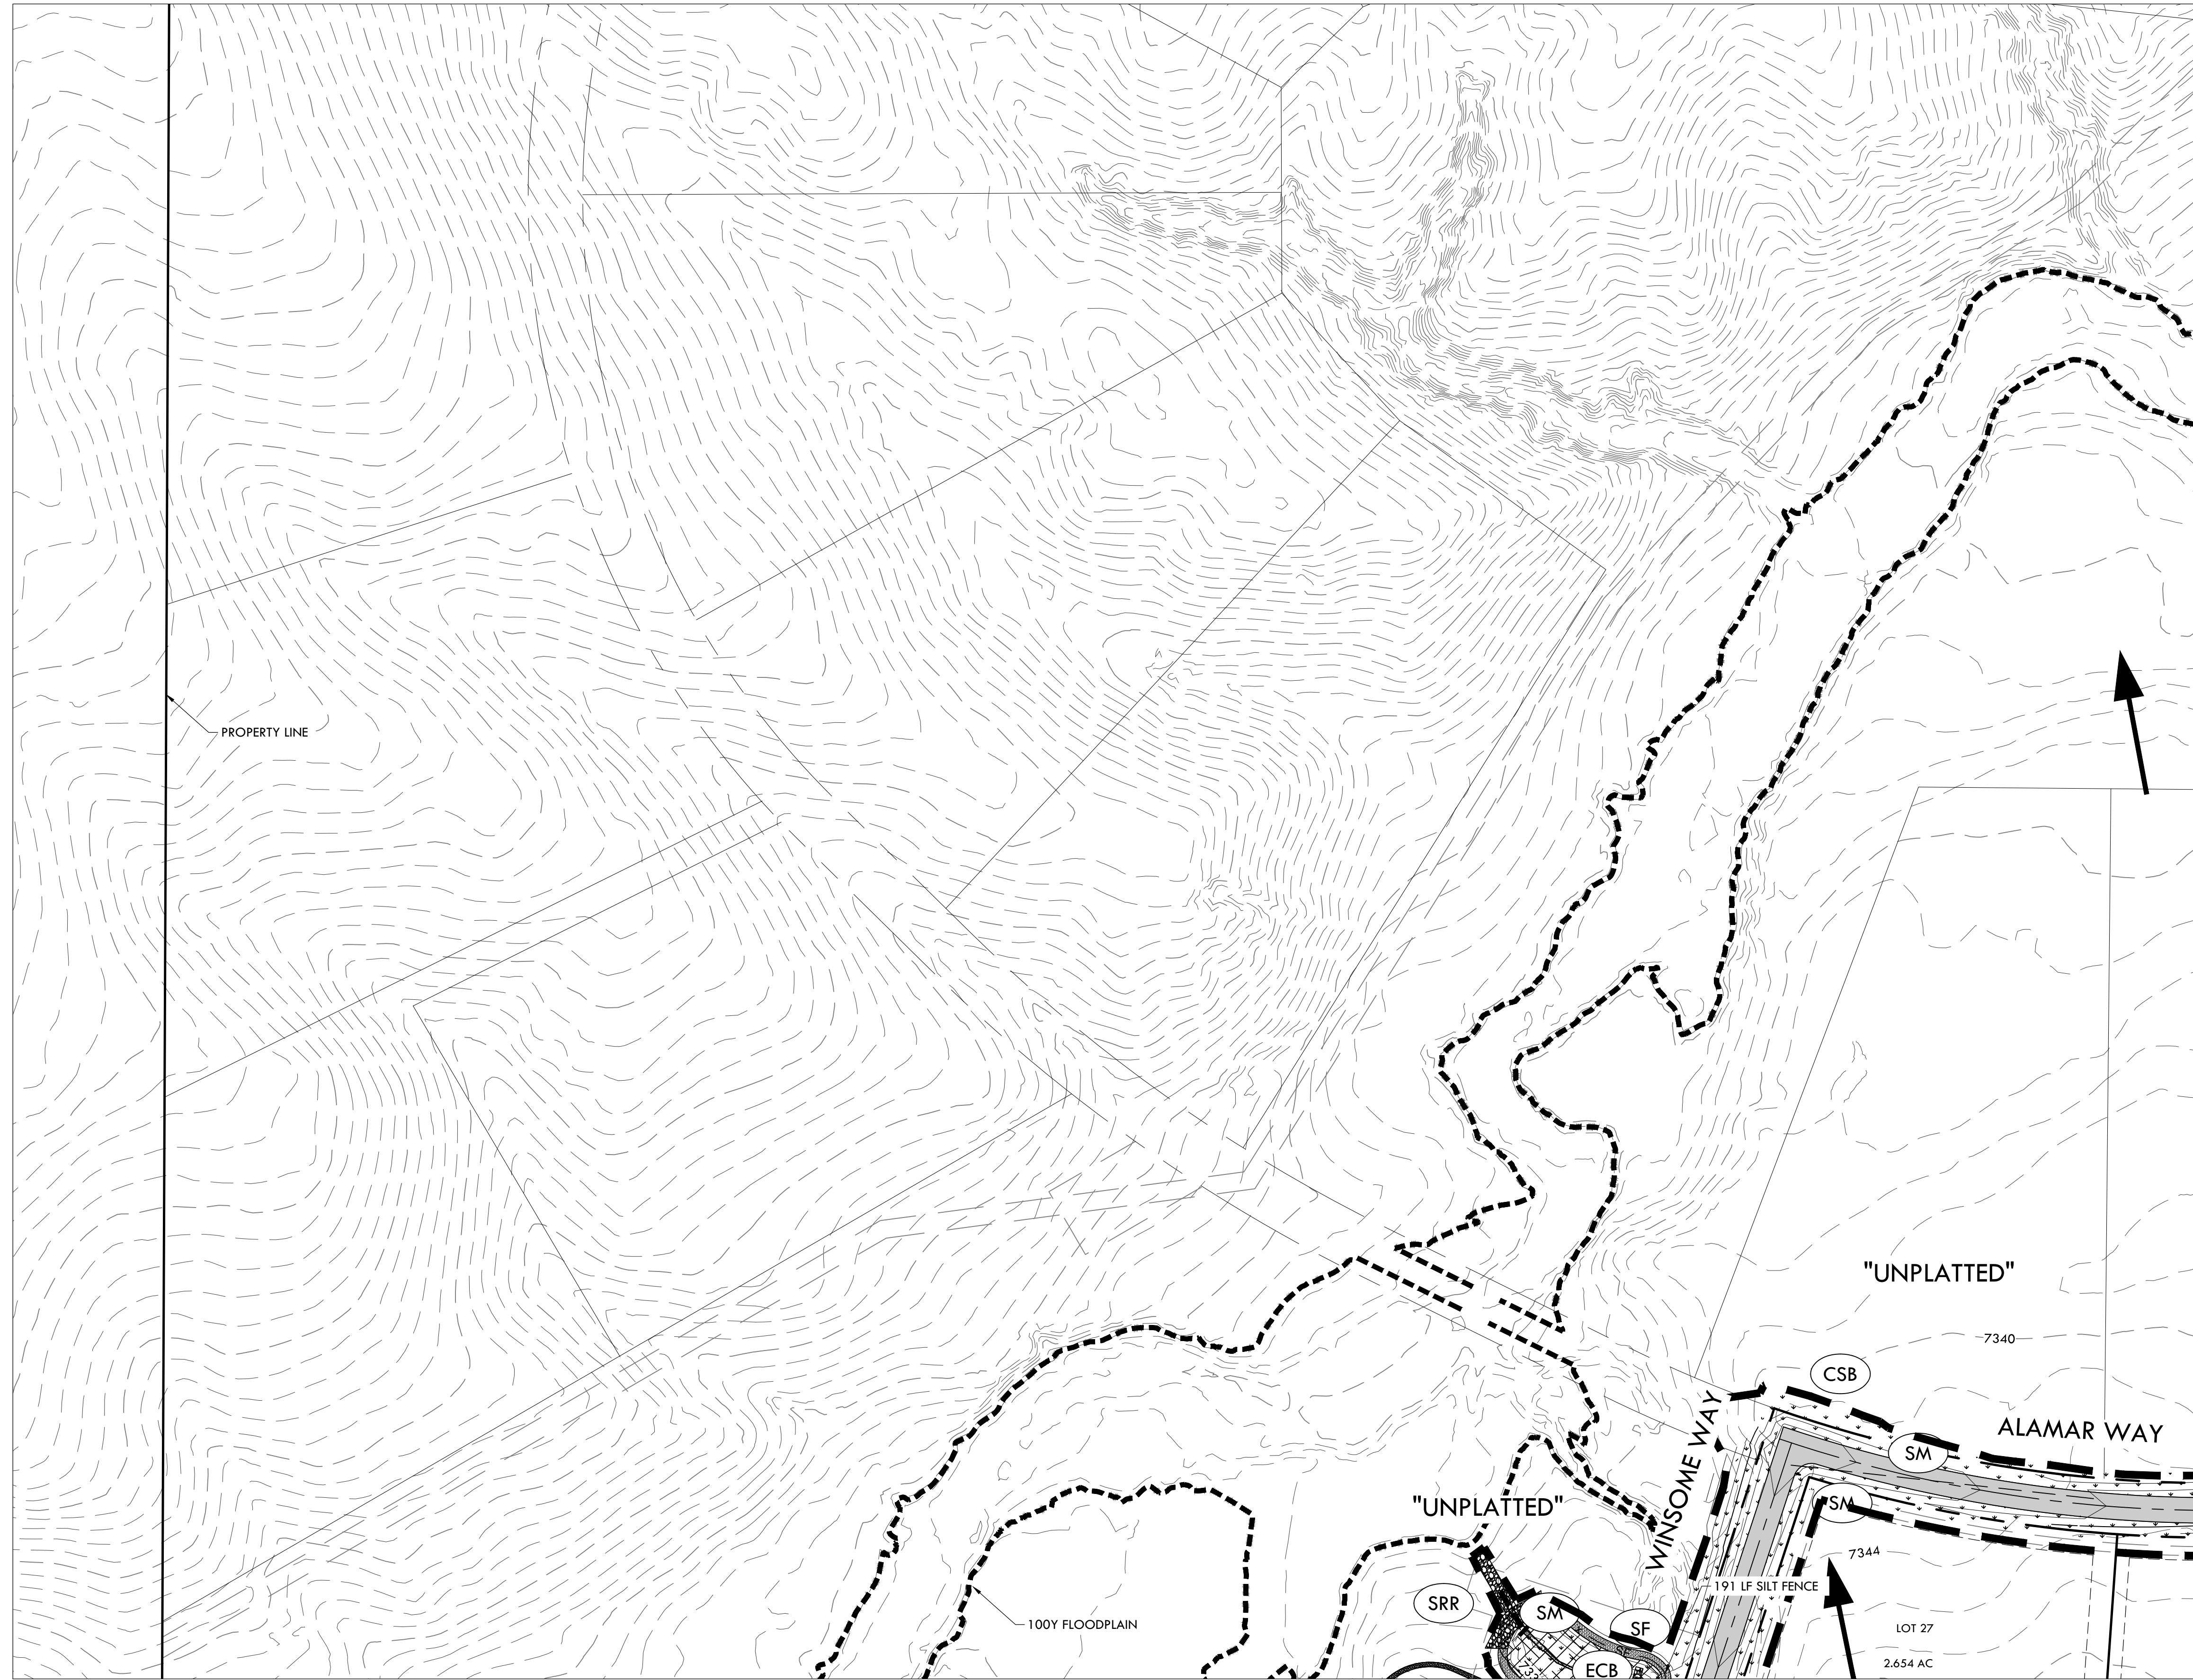 PROPERTY LINE
"UNPLATTED"
7340
CSB
ALAMAR WAY
SM
WINSOME WAY
SM
"UNPLATTED"
7344
191 LF SILT FENCE
SRR
SM
SF
100Y FLOODPLAIN
LOT 27
2.654 AC
ECB